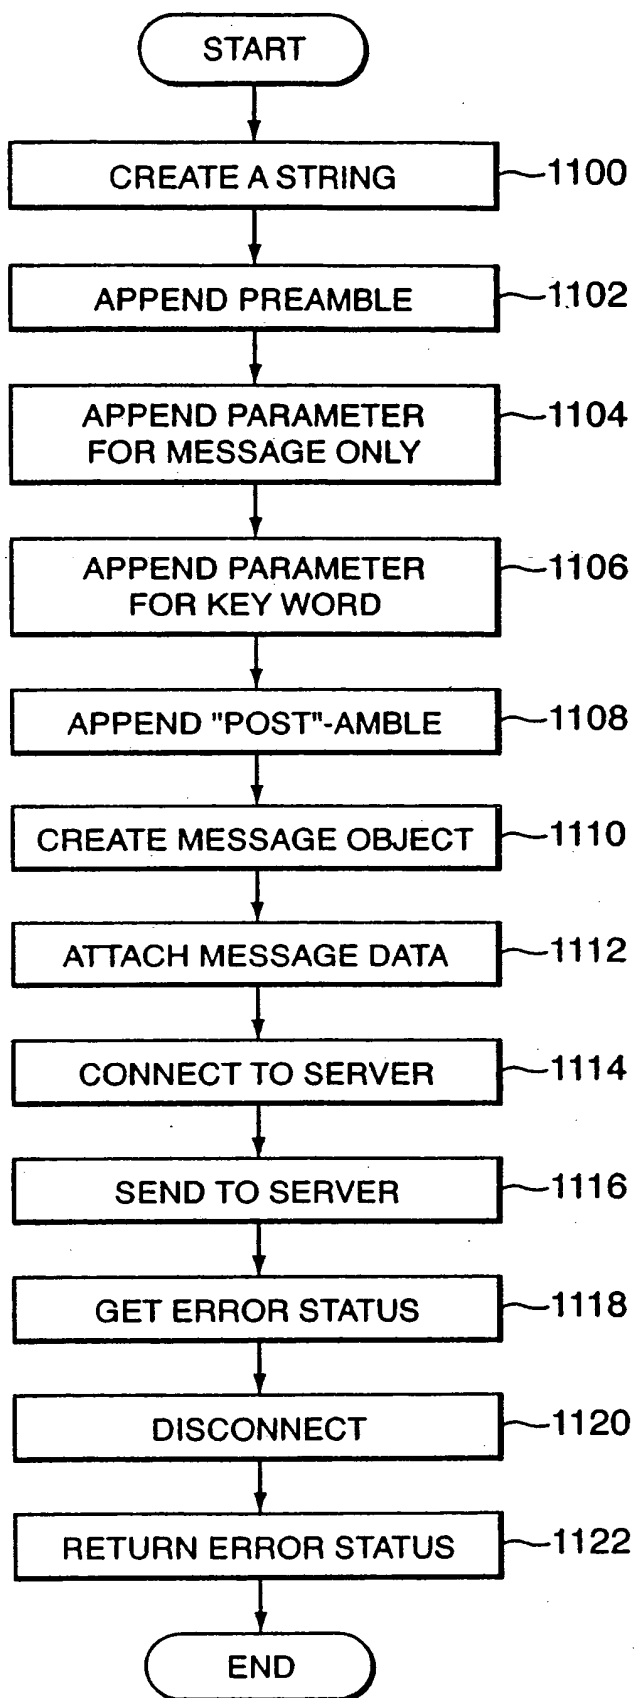 START
CREATE A STRING
1100
APPEND PREAMBLE
1102
APPEND PARAMETER
FOR MESSAGE ONLY
1104
APPEND PARAMETER
FOR KEY WORD
1106
APPEND "POST"-AMBLE
1108
CREATE MESSAGE OBJECT
1110
ATTACH MESSAGE DATA
1112
CONNECT TO SERVER
1114
SEND TO SERVER
1116
GET ERROR STATUS
1118
DISCONNECT
1120
RETURN ERROR STATUS
1122
END